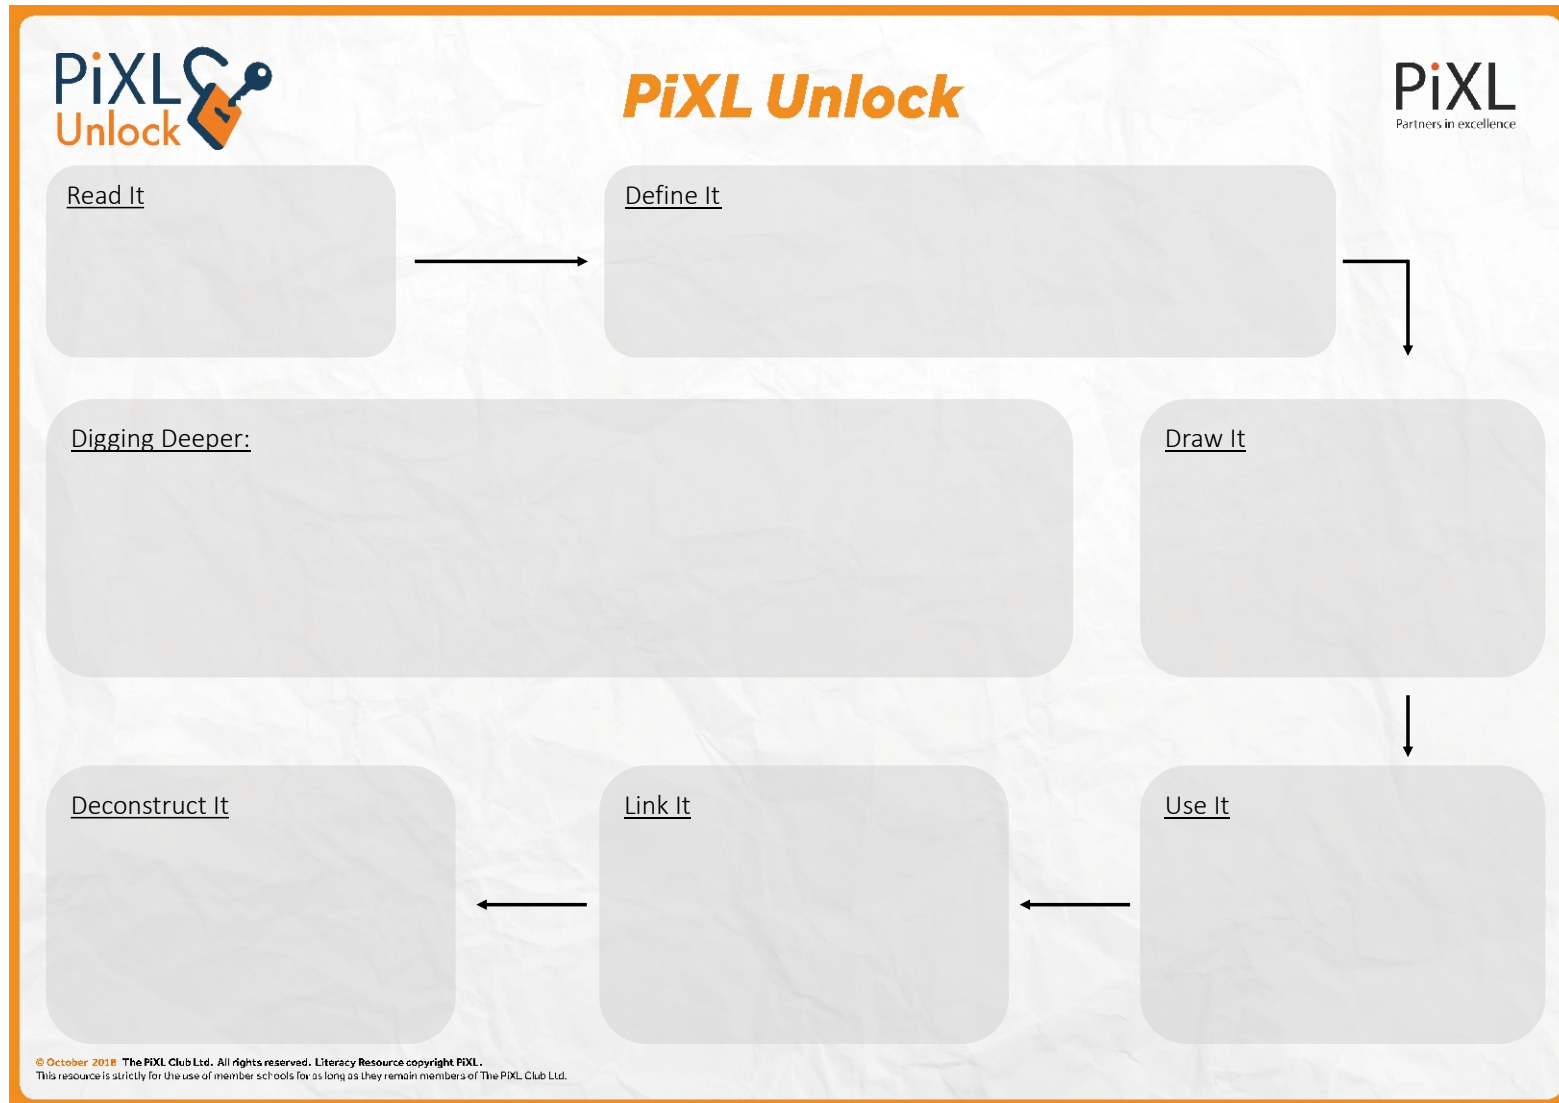 PiXL
Unlock
PiXL Unlock
PiXL
Partners in excellence
Read It
Define It
Digging Deeper:
Draw It
Deconstruct It
Link It
Use It
© October 2018 The PiXL Club Ltd. All rights reserved. Literacy Resource copyright PiXL.
This resource is strictly for the use of member schools for as long as they remain members of The PiXL Club Ltd.